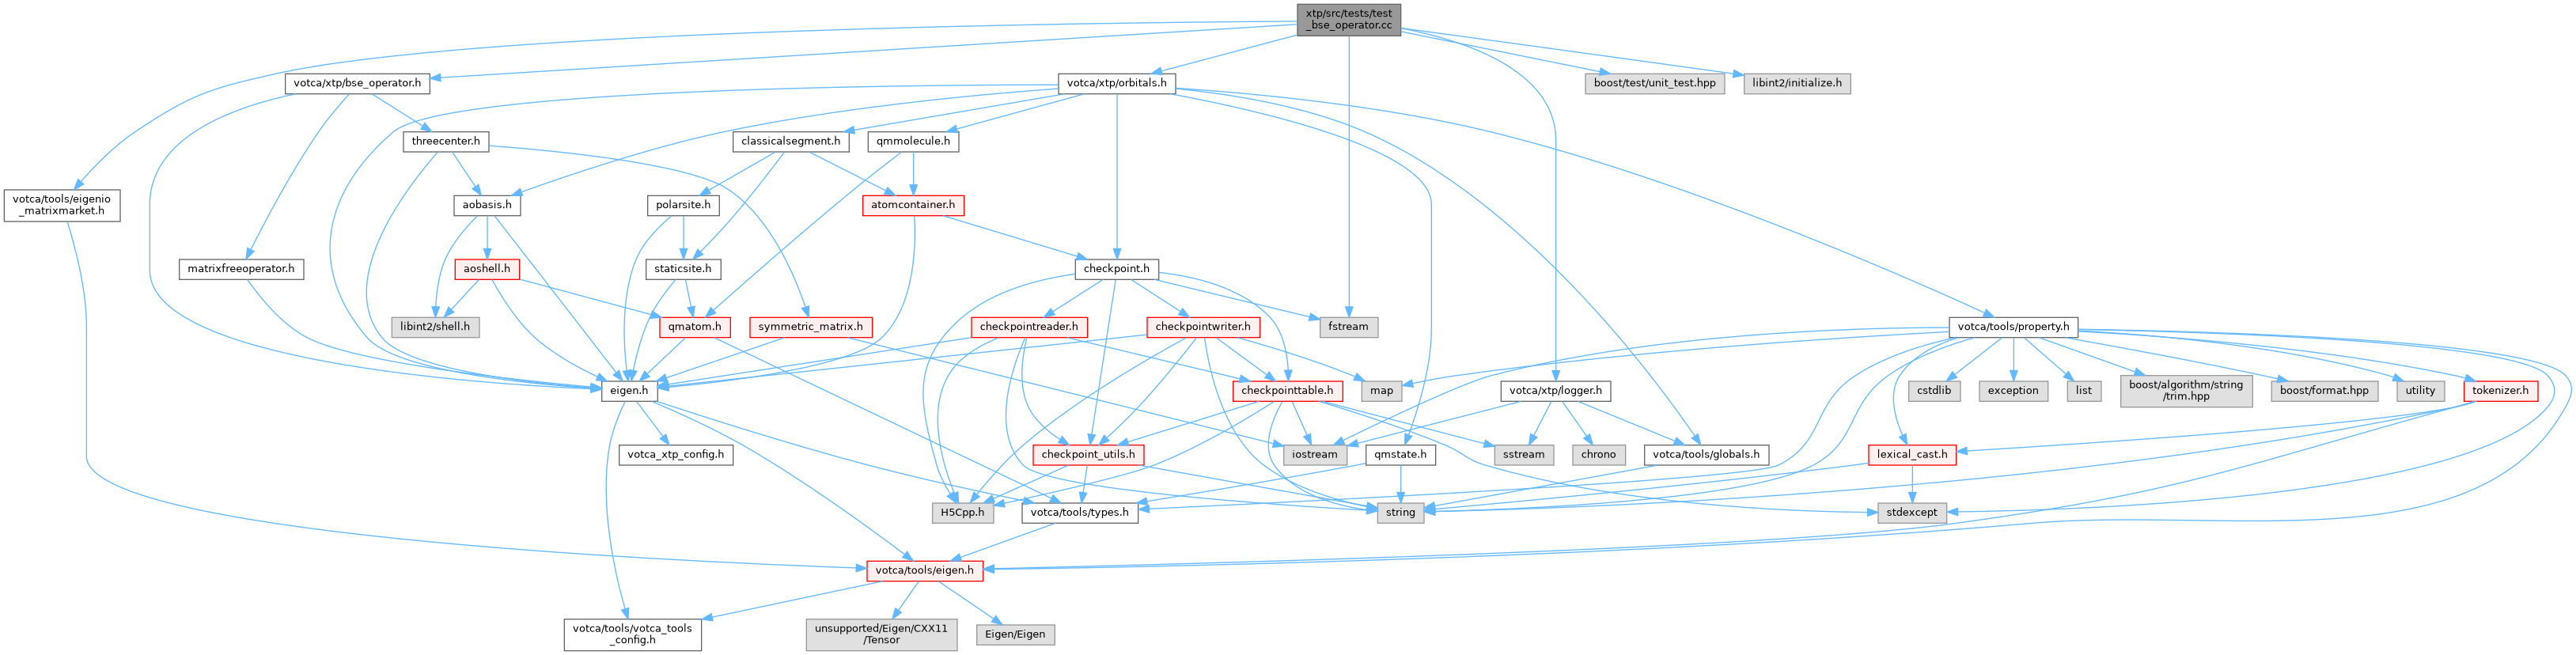 xtp/src/tests/test
_bse_operator.cc
votca/xtp/bse_operator.h
votca/xtp/orbitals.h
boost/test/unit_test.hpp
libint2/initialize.h
threecenter.h
classicalsegment.h
qmmolecule.h
votca/tools/eigenio
_matrixmarket.h
aobasis.h
polarsite.h
atomcontainer.h
matrixfreeoperator.h
aoshell.h
staticsite.h
checkpoint.h
libint2/shell.h
qmatom.h
symmetric_matrix.h
checkpointreader.h
checkpointwriter.h
fstream
votca/tools/property.h
eigen.h
checkpointtable.h
map
votca/xtp/logger.h
cstdlib
exception
list
boost/algorithm/string
/trim.hpp
boost/format.hpp
utility
tokenizer.h
votca_xtp_config.h
checkpoint_utils.h
iostream
qmstate.h
sstream
chrono
votca/tools/globals.h
lexical_cast.h
H5Cpp.h
votca/tools/types.h
string
stdexcept
votca/tools/eigen.h
votca/tools/votca_tools
_config.h
unsupported/Eigen/CXX11
/Tensor
Eigen/Eigen